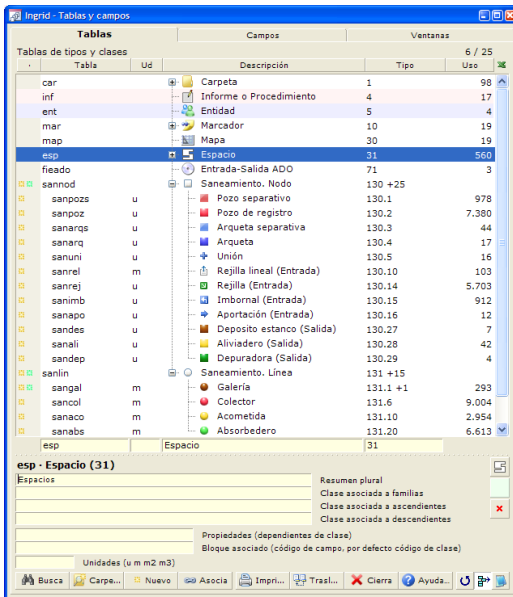 Ingrid - Tablas y campos
Tablas Campos Ventanas
Tablas de tipos y clases 6 / 25
· Tabla Ud Descripción Tipo Uso
car Carpeta 1 98
inf Informe o Procedimiento 4 17
ent Entidad 5 4
mar Marcador 10 19
map Mapa 30 19
esp Espacio 31 560
fieado Entrada-Salida ADO 71 3
sannod Saneamiento. Nodo 130 +25
sanpozs u Pozo separativo 130.1 978
sanpoz u Pozo de registro 130.2 7.380
sanarqs u Arqueta separativa 130.3 44
sanarq u Arqueta 130.4 17
sanuni u Unión 130.5 16
sanrel m Rejilla lineal (Entrada) 130.10 103
sanrej u Rejilla (Entrada) 130.14 5.703
sanimb u Imbornal (Entrada) 130.15 912
sanapo u Aportación (Entrada) 130.16 12
sandes u Deposito estanco (Salida) 130.27 7
sanali u Aliviadero (Salida) 130.28 42
sandep u Depuradora (Salida) 130.29 4
sanlin Saneamiento. Línea 131 +15
sangal m Galería 131.1 +1 293
sancol m Colector 131.6 9.004
sanaco m Acometida 131.10 2.954
sanabs m Absorbedero 131.20 6.613
esp Espacio 31
esp · Espacio (31)
Espacios
Resumen plural
Clase asociada a familias
Clase asociada a ascendientes
Clase asociada a descendientes
Propiedades (dependientes de clase)
Bloque asociado (código de campo, por defecto código de clase)
Unidades (u m m2 m3)
Busca Carpe... Nuevo Asocia Impri... Trasl... Cierra Ayuda...